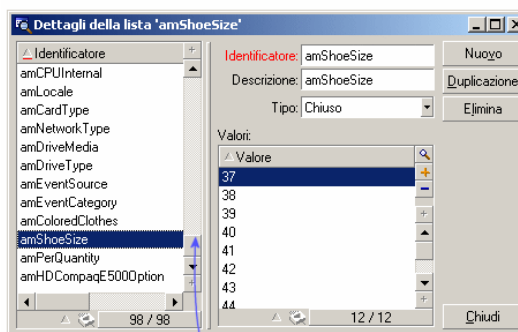 Dettagli della lista 'amShoeSize'
Identificatore
amCPUInternal
amLocale
amCardType
amNetworkType
amDriveMedia
amDriveType
amEventSource
amEventCategory
amColoredClothes
amShoeSize
amPerQuantity
amHDCompaqE500Option
98 / 98
Identificatore: amShoeSize
Descrizione: amShoeSize
Tipo: Chiuso
Valori:
Valore
37
38
39
40
41
42
43
44
12 / 12
Nuovo
Duplicazione
Elimina
Chiudi